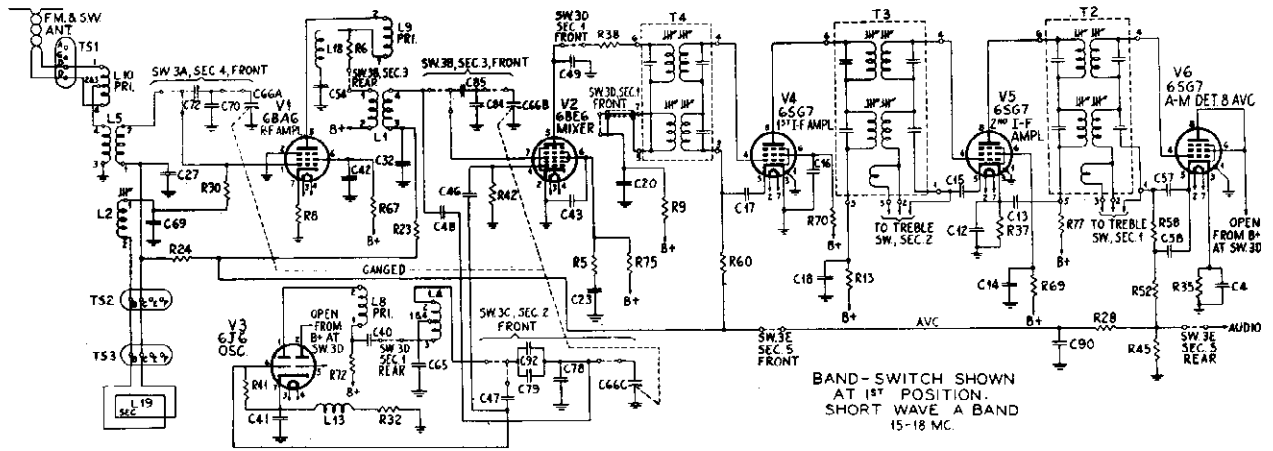 F.M. & S.W.
ANT.
TS1
L10
PRI.
L5
SW. 3A, SEC. 4, FRONT
C72
C70
C66A
V1
6BA6
R-F AMPL.
L18
R6
L9
PRI.
SW. 3B, SEC. 3
REAR
C54
B+
L1
SW. 3B, SEC. 3, FRONT
C85
C84
C66B
V2
6BE6
MIXER
SW. 3D
SEC. 1
FRONT
R38
C49
SW. 3D, SEC. 1
FRONT
T4
V4
6SG7
1ST I-F AMPL.
T3
V5
6SG7
2ND I-F
AMPL.
T2
V6
6SG7
A-M DET. & AVC
C27
R30
L2
C69
R24
R8
C42
R67
B+
C32
R23
C46
C48
R42
C43
R5
C23
R75
B+
C20
R9
B+
R60
C17
C16
R70
B+
C18
R13
B+
TO TREBLE
SW., SEC. 2
C15
C12
C13
R37
C14
R69
B+
R77
B+
TO TREBLE
SW., SEC. 1
C57
R58
C58
R52
R35
C4
OPEN
FROM B+
AT SW. 3D
GANGED
TS2
TS3
L19
SEC.
V3
6J6
OSC.
OPEN
FROM
B+ AT
SW. 3D
L8
PRI.
C40
SW.
3D
SEC. 1
REAR
R72
B+
C65
R41
C41
L13
R32
SW. 3C, SEC. 2
FRONT
C92
C79
C78
C47
C66C
SW. 3E
SEC. 5
FRONT
AVC
C90
R28
R45
SW. 3E
SEC. 5
REAR
AUDIO
BAND-SWITCH SHOWN
AT 1ST POSITION.
SHORT WAVE A BAND
15-18 MC.